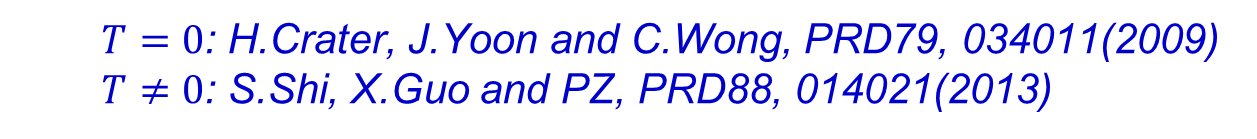 T = 0: H.Crater, J.Yoon and C.Wong, PRD79, 034011(2009)
T ≠ 0: S.Shi, X.Guo and PZ, PRD88, 014021(2013)